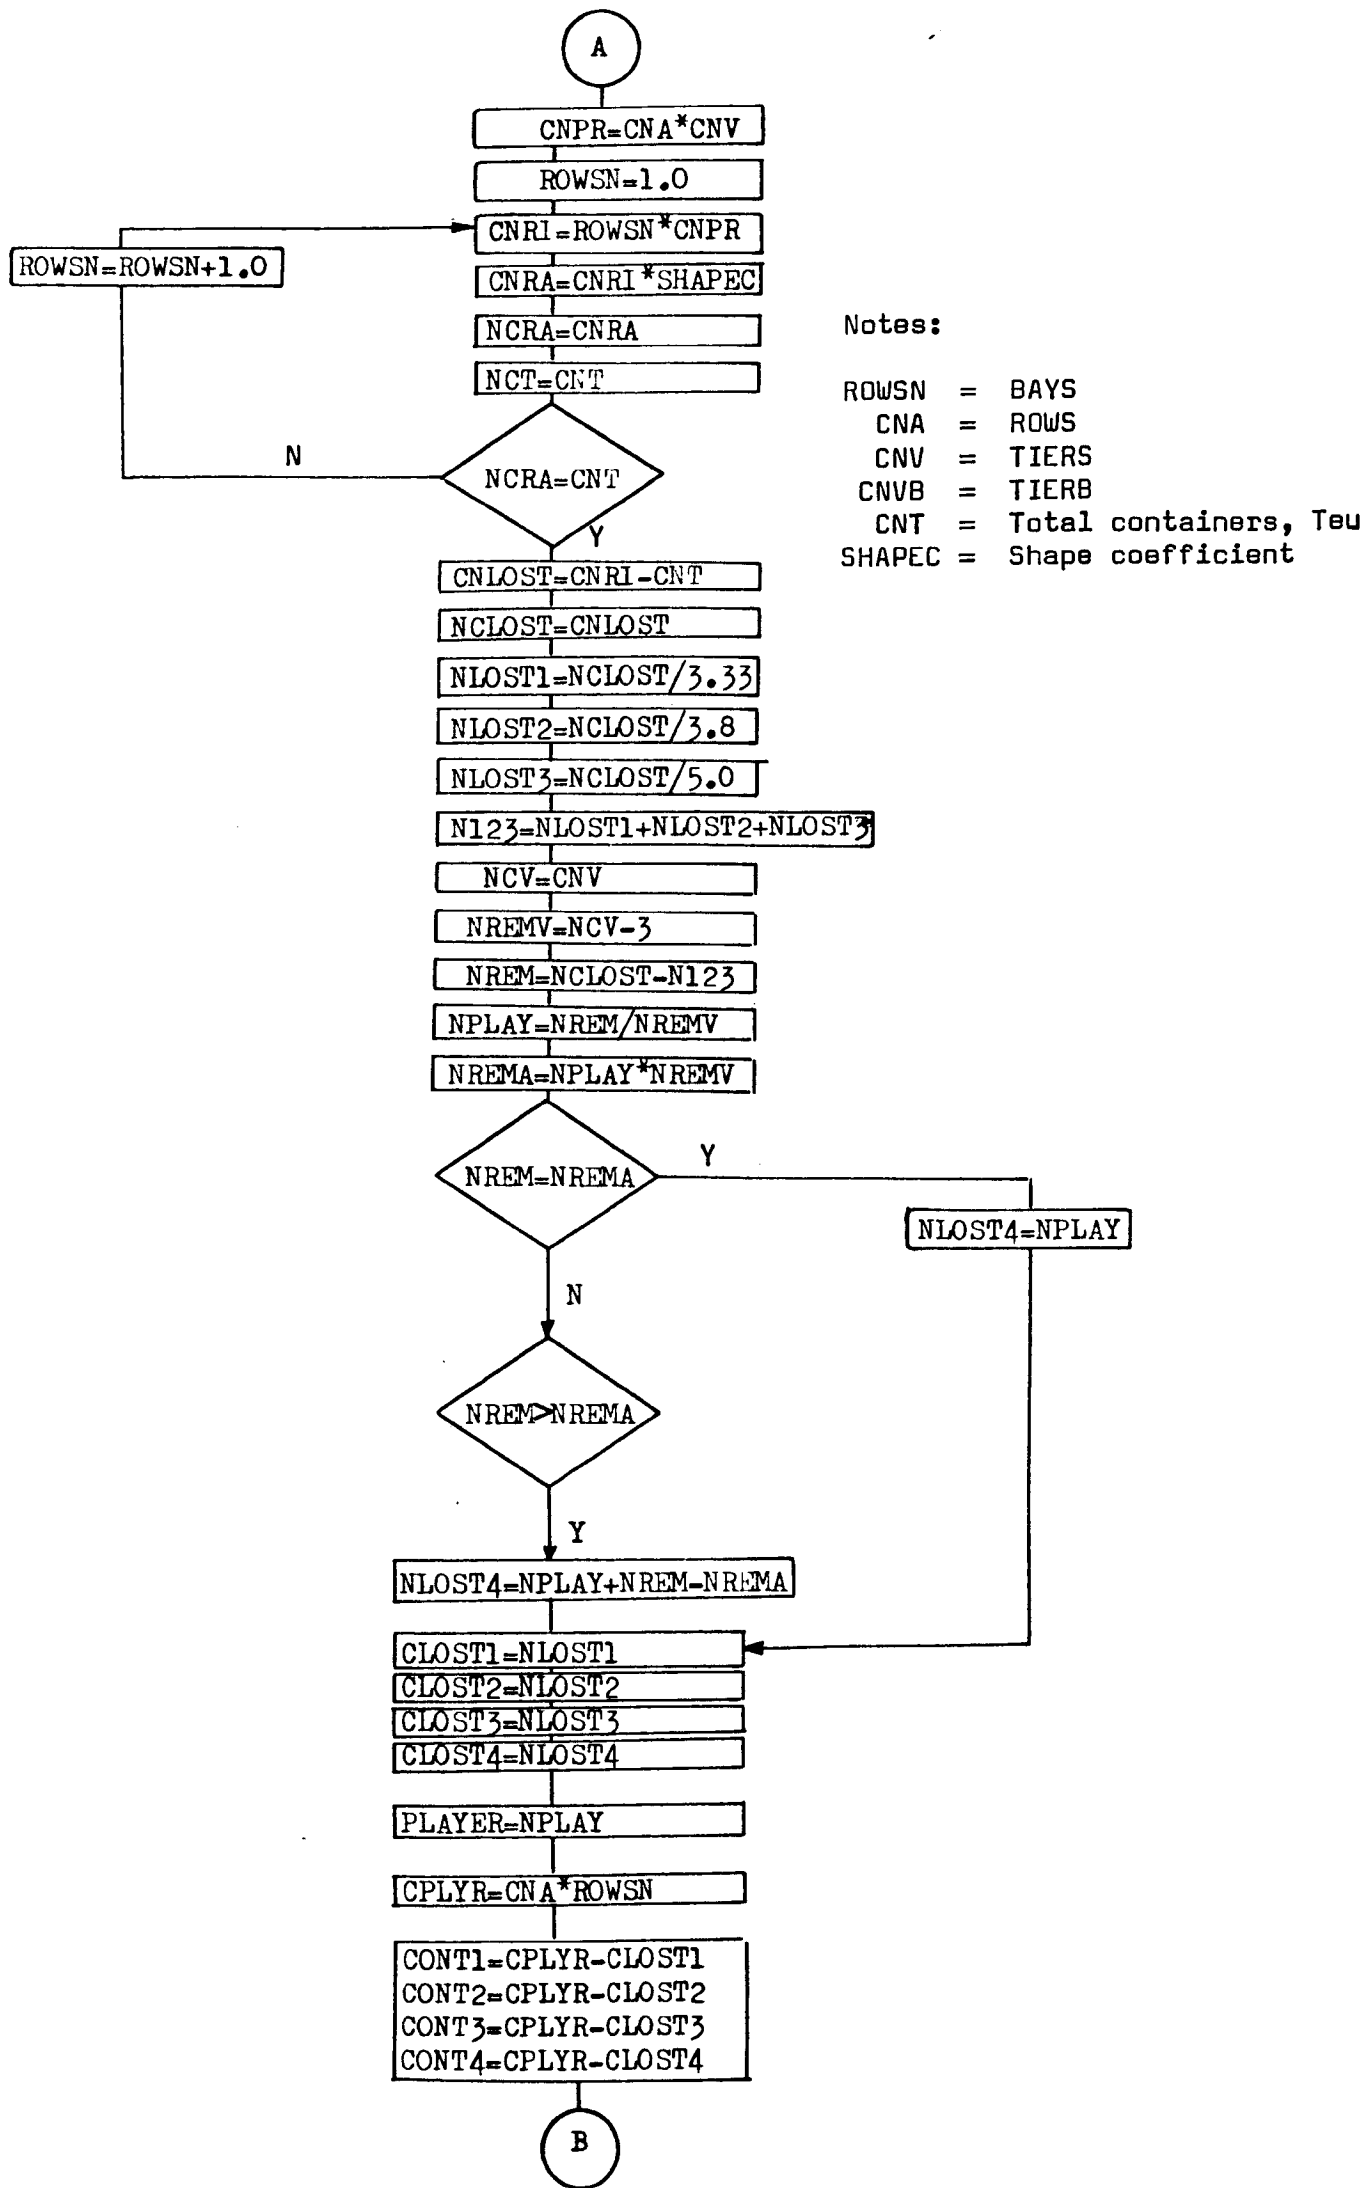 A
CNPR=CNA*CNV
ROWSN=1.0
CNRI=ROWSN*CNPR
ROWSN=ROWSN+1.0
CNRA=CNRI*SHAPEC
NCRA=CNRA
NCT=CNT
N
NCRA=CNT
Y
Notes:
ROWSN = BAYS
CNA = ROWS
CNV = TIERS
CNVB = TIERB
CNT = Total containers, Teu
SHAPEC = Shape coefficient
CNLOST=CNRI-CNT
NCLOST=CNLOST
NLOST1=NCLOST/3.33
NLOST2=NCLOST/3.8
NLOST3=NCLOST/5.0
N123=NLOST1+NLOST2+NLOST3
NCV=CNV
NREMV=NCV-3
NREM=NCLOST-N123
NPLAY=NREM/NREMV
NREMA=NPLAY*NREMV
NREM=NREMA
Y
NLOST4=NPLAY
N
NREM>NREMA
Y
NLOST4=NPLAY+NREM-NREMA
CLOST1=NLOST1
CLOST2=NLOST2
CLOST3=NLOST3
CLOST4=NLOST4
PLAYER=NPLAY
CPLYR=CNA*ROWSN
CONT1=CPLYR-CLOST1
CONT2=CPLYR-CLOST2
CONT3=CPLYR-CLOST3
CONT4=CPLYR-CLOST4
B